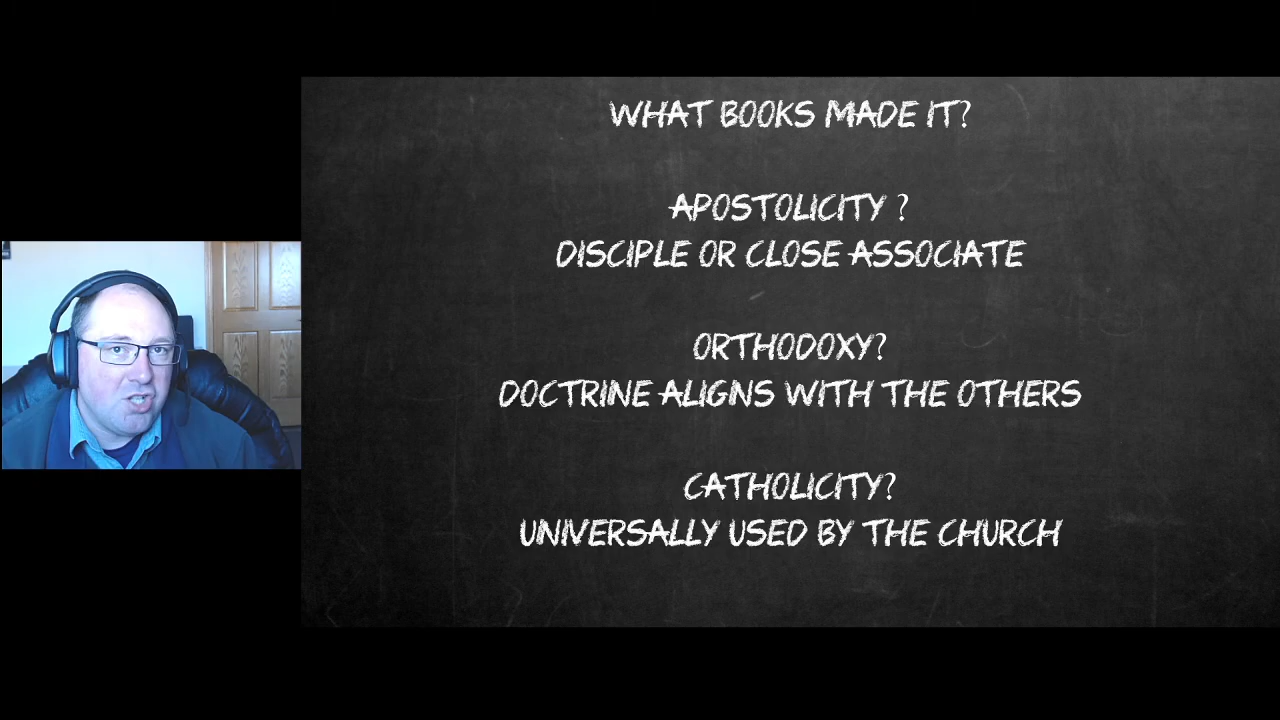 WHAT BOOKS MADE IT?
APOSTOLICITY ?
DISCIPLE OR CLOSE ASSOCIATE
ORTHODOXY?
DOCTRINE ALIGNS WITH THE OTHERS
CATHOLICITY?
UNIVERSALLY USED BY THE CHURCH